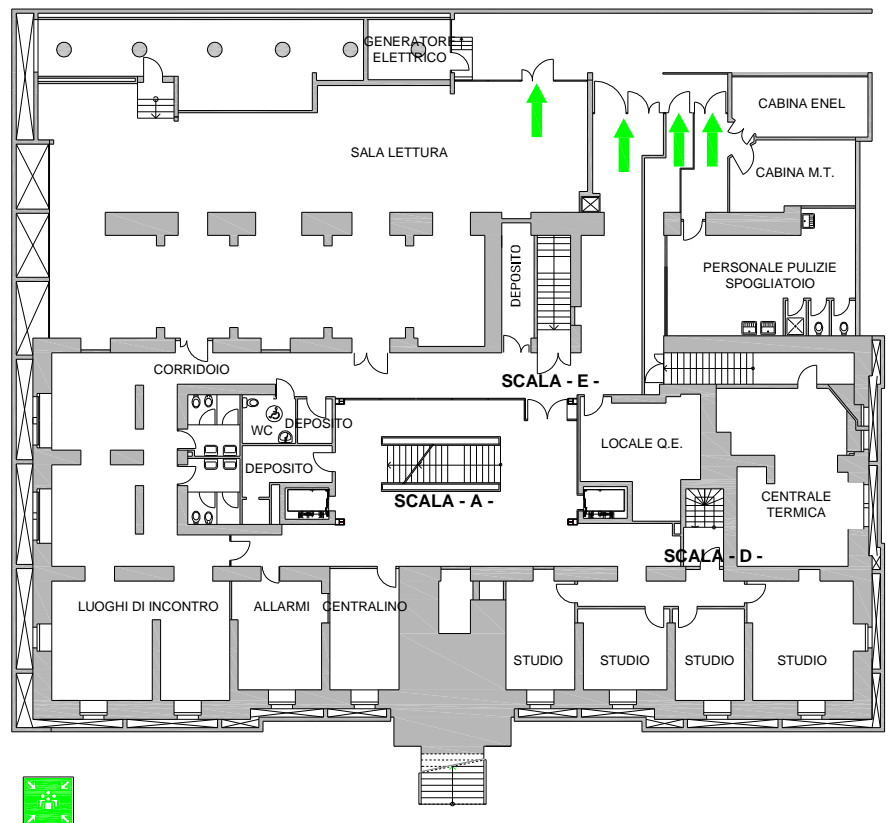 GENERATORE
ELETTRICO
CABINA ENEL
SALA LETTURA
CABINA M.T.
DEPOSITO
PERSONALE PULIZIE
SPOGLIATOIO
CORRIDOIO
SCALA - E -
WC
DEPOSITO
LOCALE Q.E.
DEPOSITO
SCALA - A -
CENTRALE
TERMICA
SCALA - D -
LUOGHI DI INCONTRO
ALLARMI
CENTRALINO
STUDIO
STUDIO
STUDIO
STUDIO